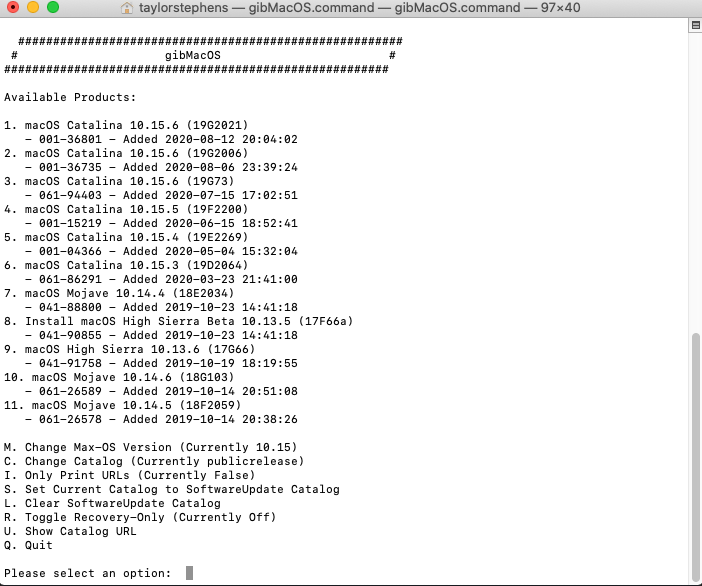 taylorstephens — gibMacOS.command — gibMacOS.command — 97×40
#######################################################
# gibMacOS #
#######################################################
Available Products:
1. macOS Catalina 10.15.6 (19G2021)
- 001-36801 - Added 2020-08-12 20:04:02
2. macOS Catalina 10.15.6 (19G2006)
- 001-36735 - Added 2020-08-06 23:39:24
3. macOS Catalina 10.15.6 (19G73)
- 061-94403 - Added 2020-07-15 17:02:51
4. macOS Catalina 10.15.5 (19F2200)
- 001-15219 - Added 2020-06-15 18:52:41
5. macOS Catalina 10.15.4 (19E2269)
- 001-04366 - Added 2020-05-04 15:32:04
6. macOS Catalina 10.15.3 (19D2064)
- 061-86291 - Added 2020-03-23 21:41:00
7. macOS Mojave 10.14.4 (18E2034)
- 041-88800 - Added 2019-10-23 14:41:18
8. Install macOS High Sierra Beta 10.13.5 (17F66a)
- 041-90855 - Added 2019-10-23 14:41:18
9. macOS High Sierra 10.13.6 (17G66)
- 041-91758 - Added 2019-10-19 18:19:55
10. macOS Mojave 10.14.6 (18G103)
- 061-26589 - Added 2019-10-14 20:51:08
11. macOS Mojave 10.14.5 (18F2059)
- 061-26578 - Added 2019-10-14 20:38:26
M. Change Max-OS Version (Currently 10.15)
C. Change Catalog (Currently publicrelease)
I. Only Print URLs (Currently False)
S. Set Current Catalog to SoftwareUpdate Catalog
L. Clear SoftwareUpdate Catalog
R. Toggle Recovery-Only (Currently Off)
U. Show Catalog URL
Q. Quit
Please select an option: